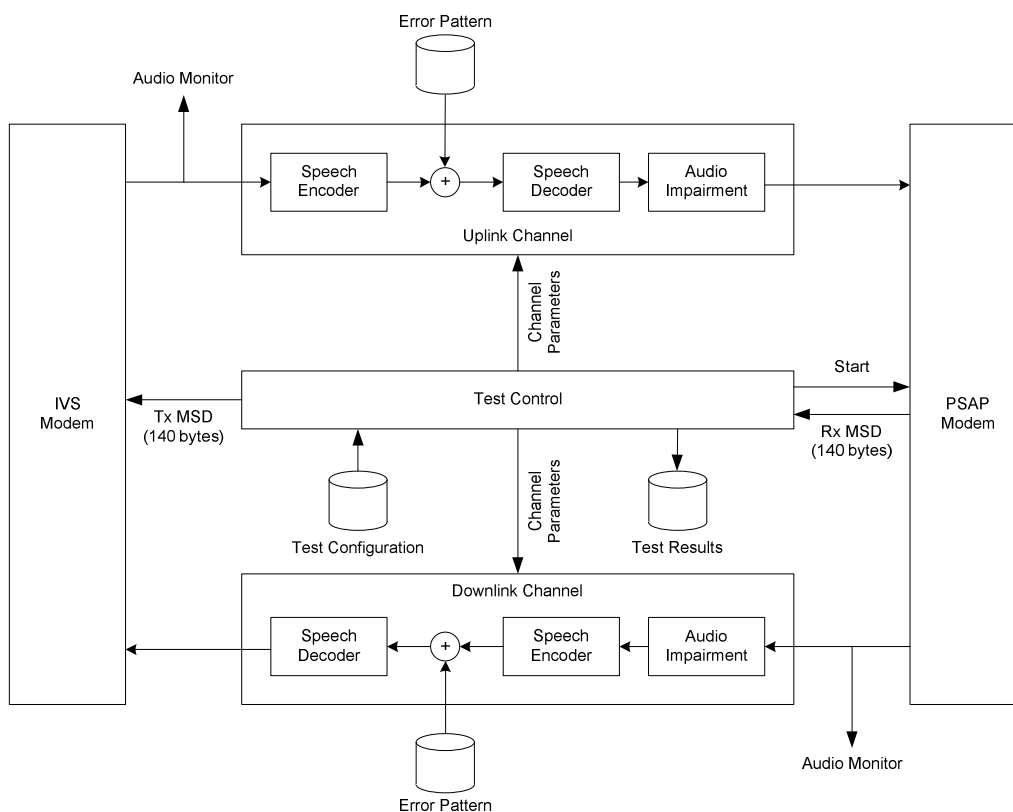 Error Pattern
Audio Monitor
Speech
Encoder
+
Speech
Decoder
Audio
Impairment
Uplink Channel
Channel
Parameters
IVS
Modem
Tx MSD
(140 bytes)
Test Control
Start
Rx MSD
(140 bytes)
PSAP
Modem
Test Configuration
Channel
Parameters
Test Results
Downlink Channel
Speech
Decoder
+
Speech
Encoder
Audio
Impairment
Audio Monitor
Error Pattern